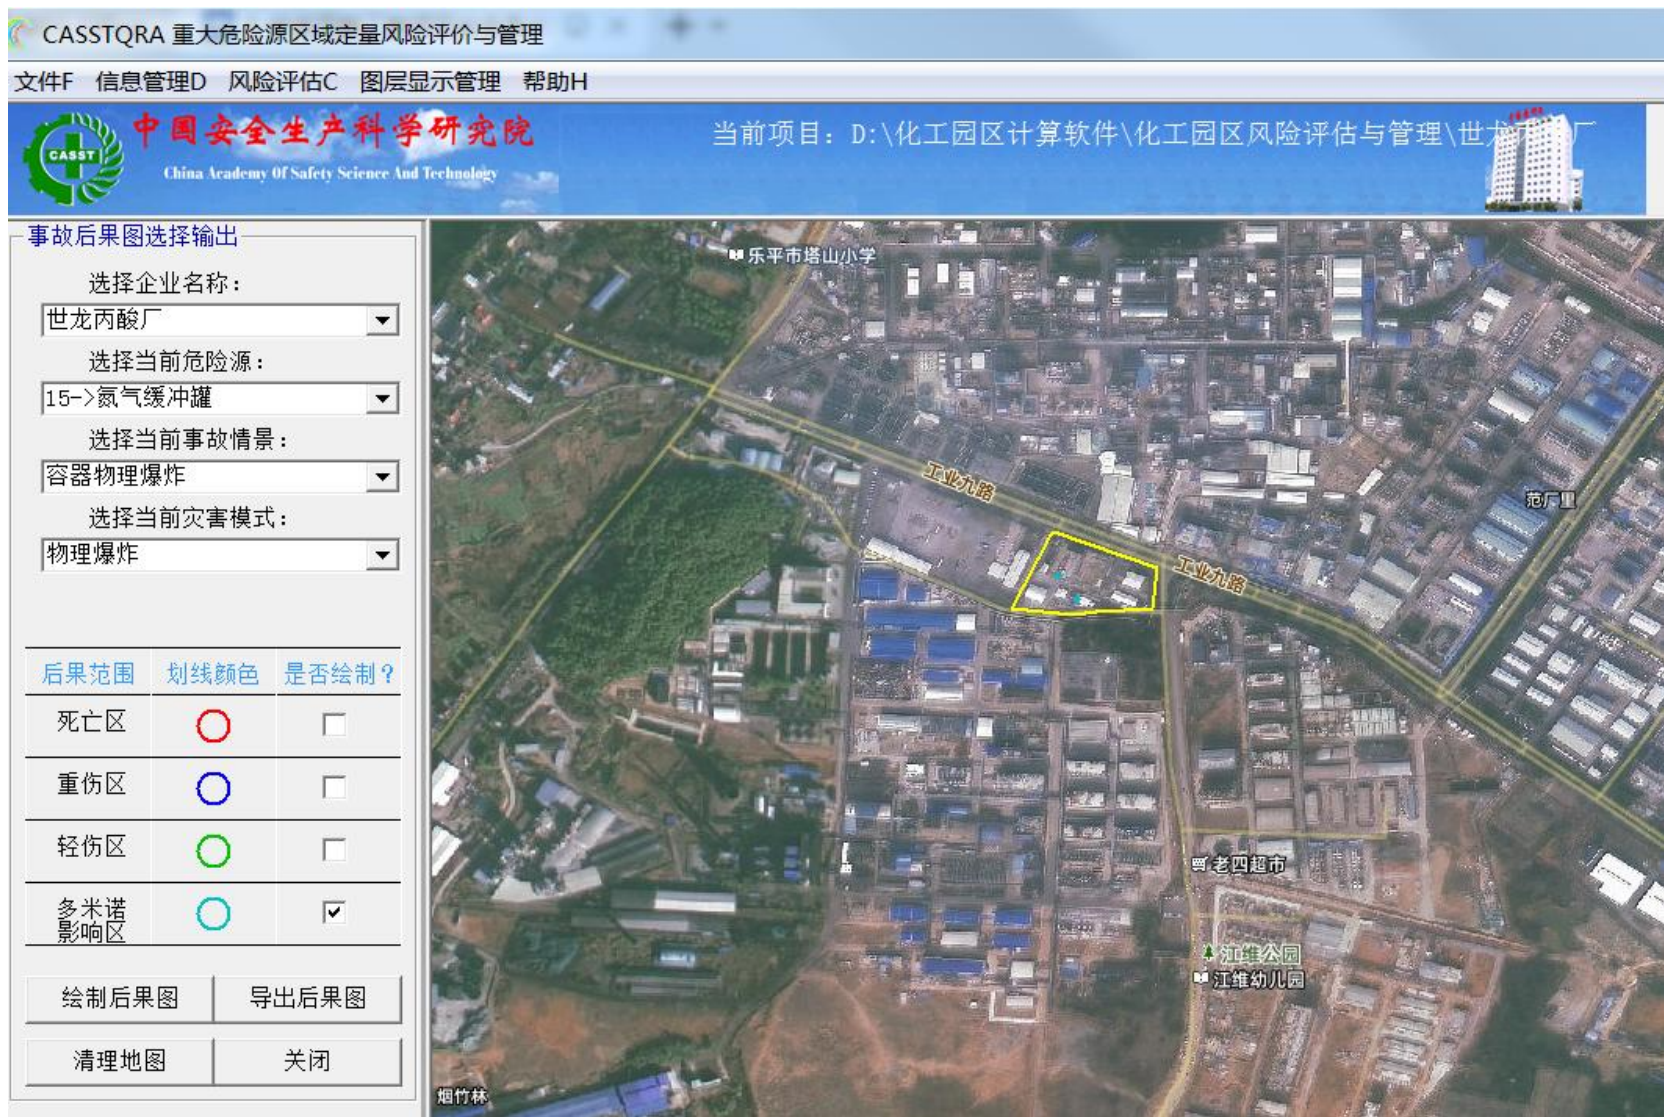 CASSTQRA 重大危险源区域定量风险评价与管理
文件F 信息管理D 风险评估C 图层显示管理 帮助H
中国安全生产科学研究院
CASST
China Academy Of Safety Science And Technology
当前项目: D:\化工园区计算软件\化工园区风险评估与管理\世龙丙酸厂
事故后果图选择输出
选择企业名称:
世龙丙酸厂
选择当前危险源:
15->氮气缓冲罐
选择当前事故情景:
容器物理爆炸
选择当前灾害模式:
物理爆炸
后果范围 划线颜色 是否绘制?
死亡区
重伤区
轻伤区
多米诺
影响区
绘制后果图 导出后果图
清理地图 关闭
乐平市塔山小学
工业九路
范厂里
工业九路
老四超市
江维公园
江维幼儿园
烟竹林